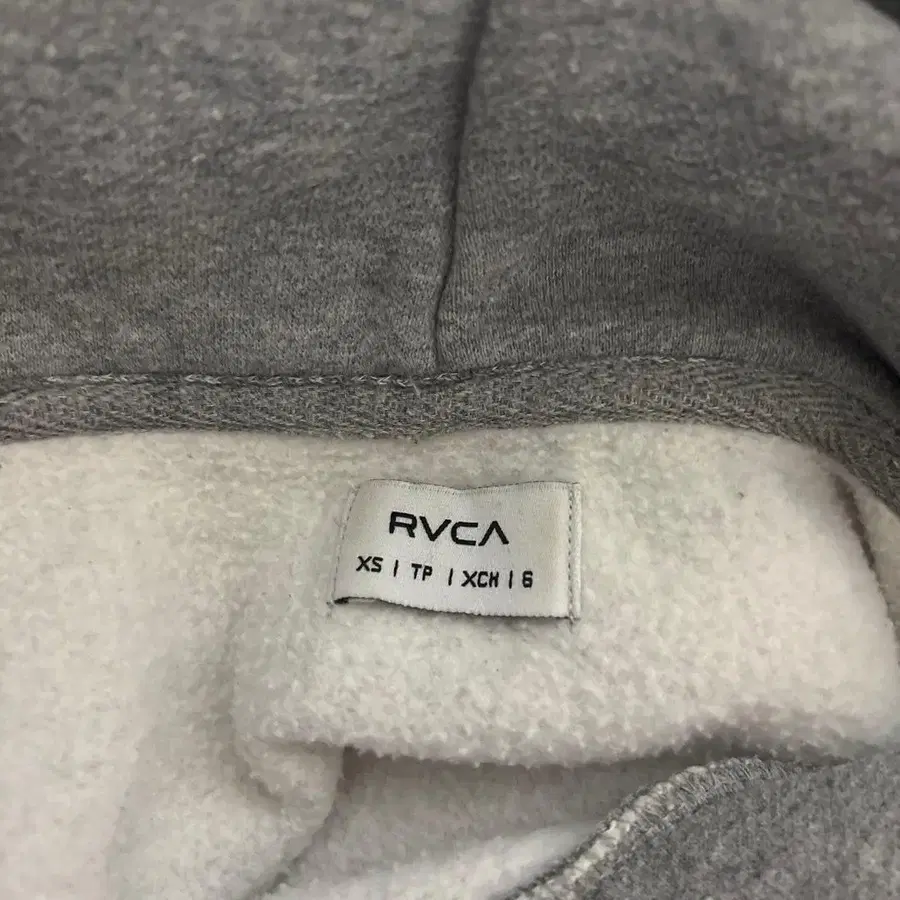 RVCA
XS | TP | XCH | 6